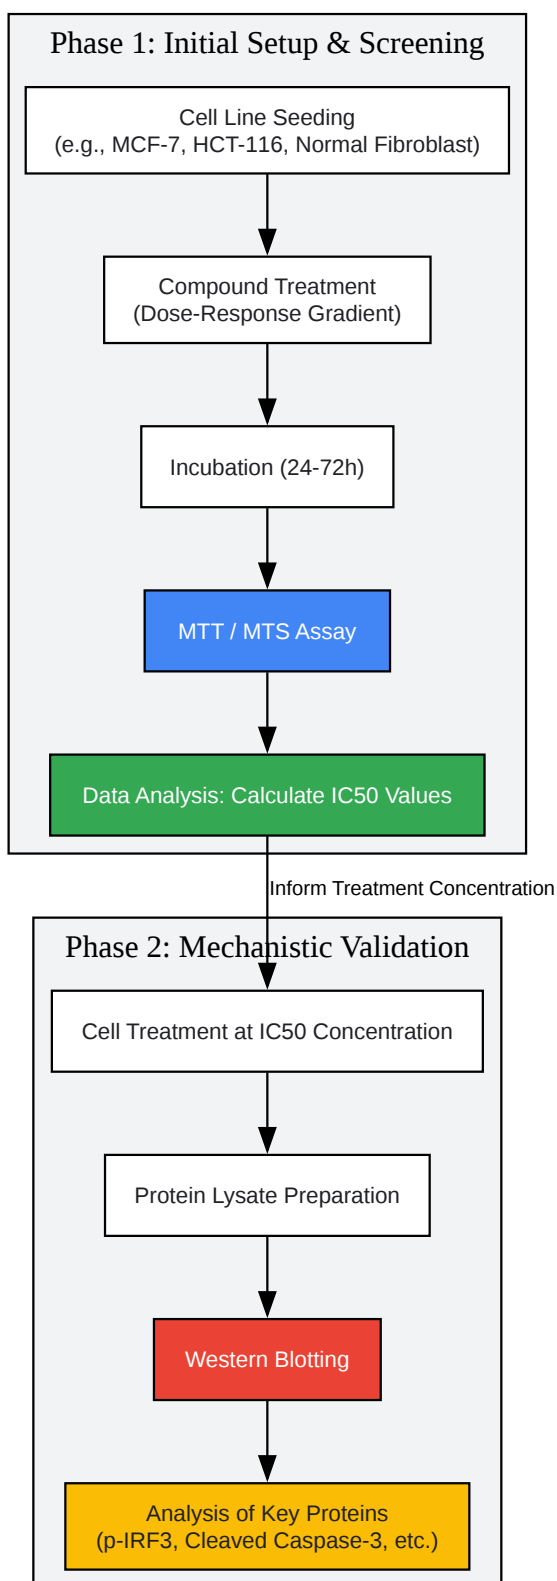 Phase 1: Initial Setup & Screening
Cell Line Seeding
(e.g., MCF-7, HCT-116, Normal Fibroblast)
Compound Treatment
(Dose-Response Gradient)
Incubation (24-72h)
MTT / MTS Assay
Data Analysis: Calculate IC50 Values
Inform Treatment Concentration
Phase 2: Mechanistic Validation
Cell Treatment at IC50 Concentration
Protein Lysate Preparation
Western Blotting
Analysis of Key Proteins
(p-IRF3, Cleaved Caspase-3, etc.)